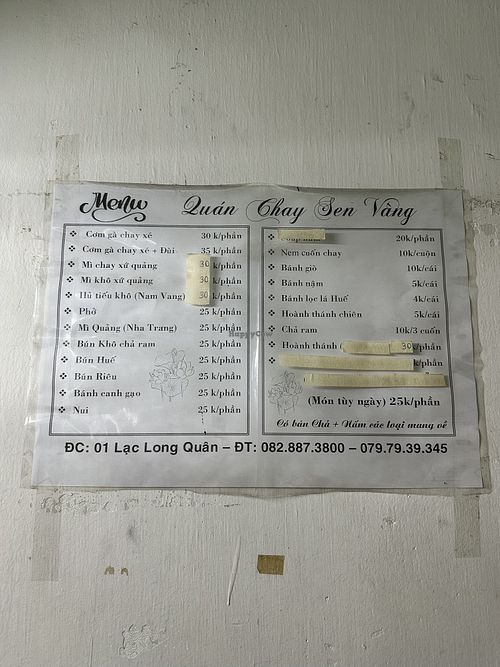 Menu
Quán Chay Sen Vàng
❖ Cơm gà chay xé 30 k/phần
❖ Cơm gà chay xé + Đùi 35 k/phần
❖ Mì chay xứ quảng 30 k/phần
❖ Mì khô xứ quảng 30 k/phần
❖ Hủ tiếu khô (Nam Vang) 30 k/phần
❖ Phở 25 k/phần
❖ Mì Quảng (Nha Trang) 25 k/phần
❖ Bún Khô chả ram 25 k/phần
❖ Bún Huế 25 k/phần
❖ Bún Riêu 25 k/phần
❖ Bánh canh gạo 25 k/phần
❖ Nui 25 k/phần
❖ 20k/phần
❖ Nem cuốn chay 10k/cuộn
❖ Bánh giò 10k/cái
❖ Bánh nậm 5k/cái
❖ Bánh lọc lá Huế 4k/cái
❖ Hoành thánh chiên 5k/cái
❖ Chả ram 10k/3 cuốn
❖ Hoành thánh ( 30k/phần
❖ k/phần
k/phần
(Món tùy ngày) 25k/phần
Có bán Chả + Nấm các loại mang về
ĐC: 01 Lạc Long Quân – ĐT: 082.887.3800 – 079.79.39.345
HappyCow